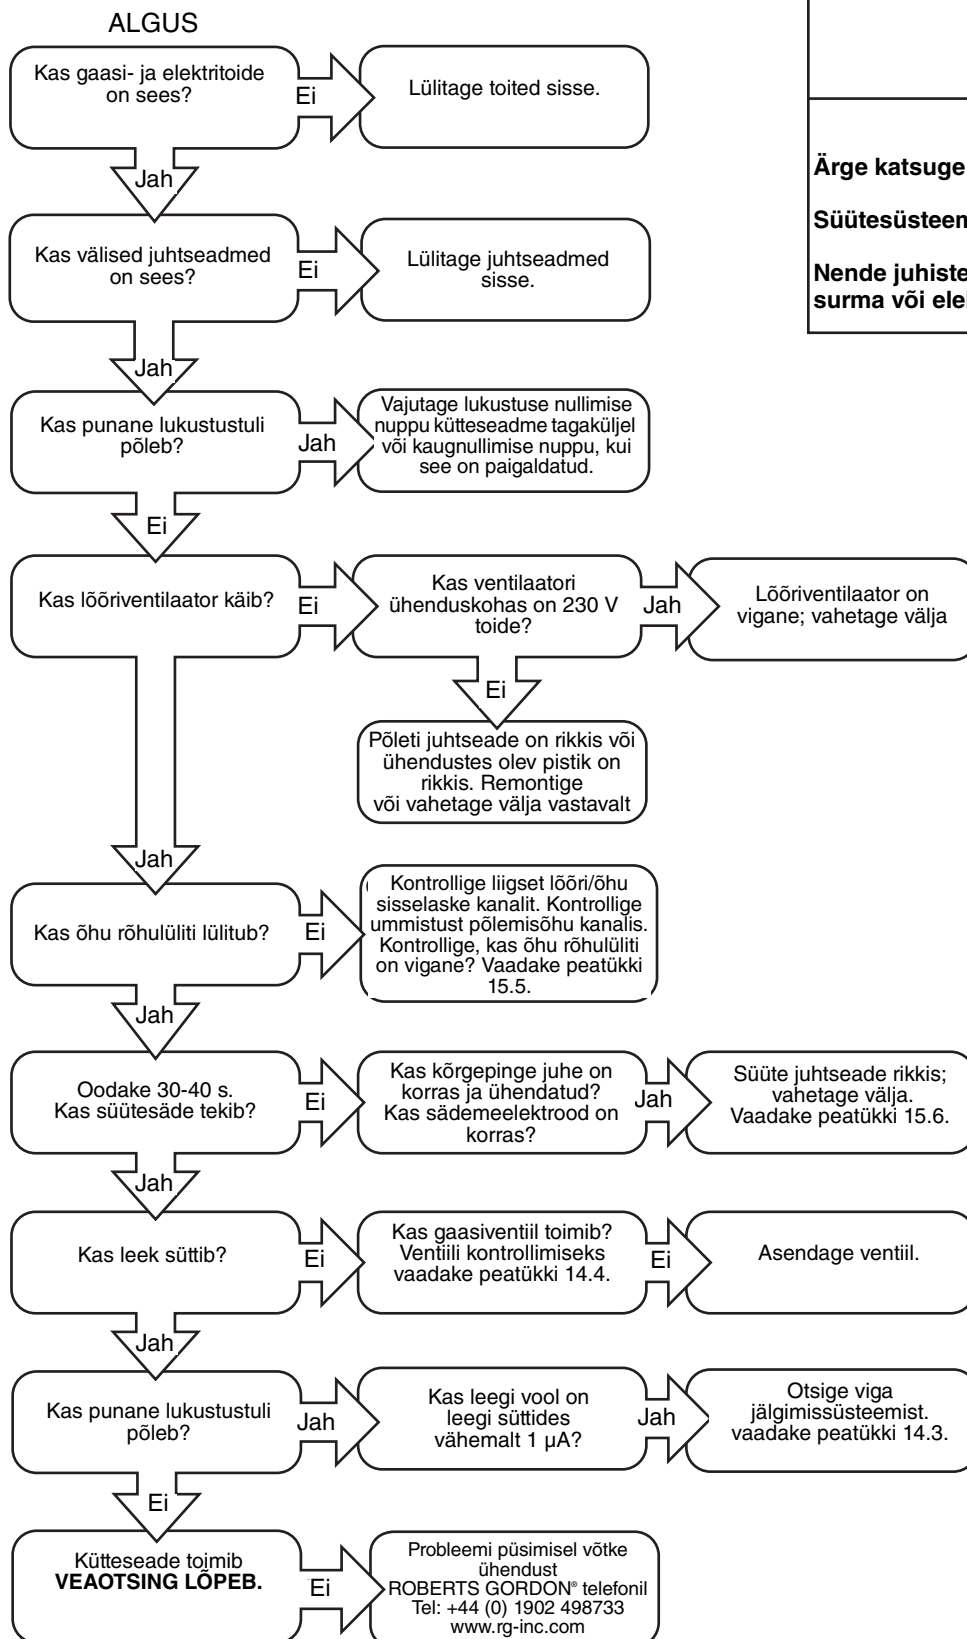 ALGUS
Kas gaasi- ja elektritoide
on sees?
Ei
Lülitage toited sisse.
Jah
Kas välised juhtseadmed
on sees?
Ei
Lülitage juhtseadmed
sisse.
Jah
Kas punane lukustustuli
põleb?
Jah
Vajutage lukustuse nullimise
nuppu kütteseadme tagaküljel
või kaugnullimise nuppu, kui
see on paigaldatud.
Ei
Kas lõõriventilaator käib?
Ei
Kas ventilaatori
ühenduskohas on 230 V
toide?
Jah
Lõõriventilaator on
vigane; vahetage välja
Ei
Põleti juhtseade on rikkis või
ühendustes olev pistik on
rikkis. Remontige
või vahetage välja vastavalt
Jah
Kas õhu rõhulüliti lülitub?
Ei
Kontrollige liigset lõõri/õhu
sisselaske kanalit. Kontrollige
ummistust põlemisõhu kanalis.
Kontrollige, kas õhu rõhulüliti
on vigane? Vaadake peatükki
15.5.
Jah
Oodake 30-40 s.
Kas süütesäde tekib?
Ei
Kas kõrgepinge juhe on
korras ja ühendatud?
Kas sädemeelektrood on
korras?
Jah
Süüte juhtseade rikkis;
vahetage välja.
Vaadake peatükki 15.6.
Jah
Kas leek süttib?
Ei
Kas gaasiventiil toimib?
Ventiili kontrollimiseks
vaadake peatükki 14.4.
Ei
Asendage ventiil.
Jah
Kas punane lukustustuli
põleb?
Jah
Kas leegi vool on
leegi süttides
vähemalt 1 µA?
Jah
Otsige viga
jälgimissüsteemist.
vaadake peatükki 14.3.
Ei
Kütteseade toimib
VEAOTSING LÕPEB.
Ei
Probleemi püsimisel võtke
ühendust
ROBERTS GORDON® telefonil
Tel: +44 (0) 1902 498733
www.rg-inc.com
Ärge katsuge
Süütesüsteem
Nende juhiste
surma või